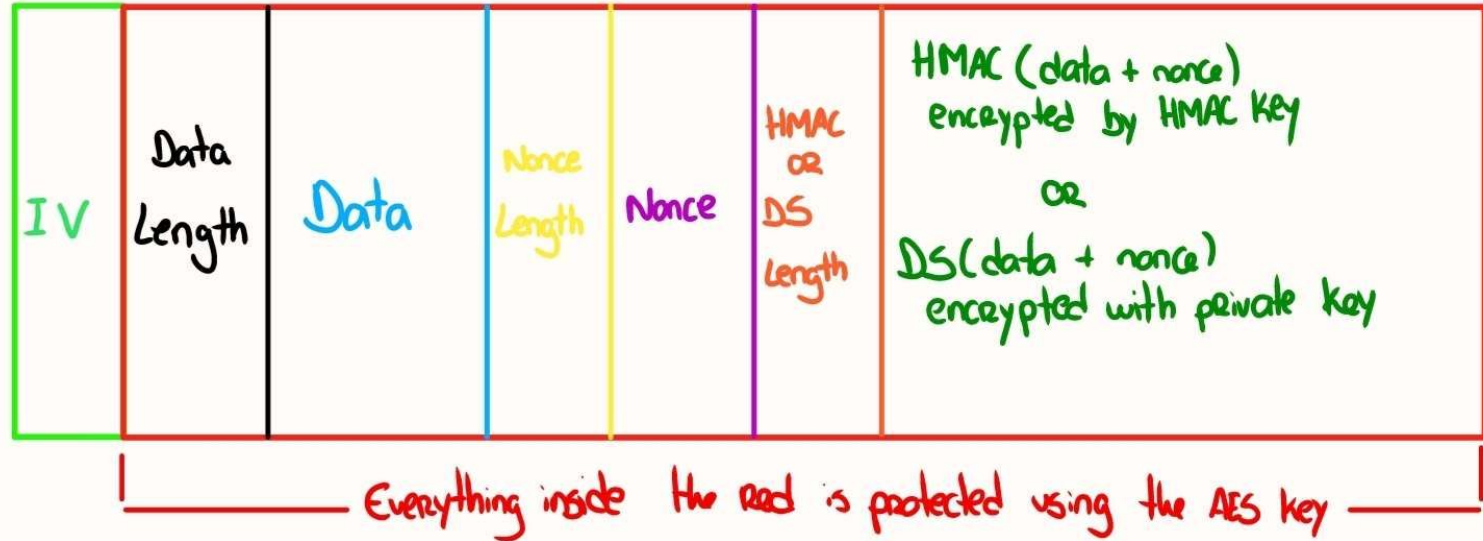 IV
Data
Length
Data
Nonce
Length
Nonce
HMAC
OR
DS
Length
HMAC (data + nonce)
encrypted by HMAC Key
OR
DS(data + nonce)
encrypted with private key
Everything inside the Red is protected using the AES key